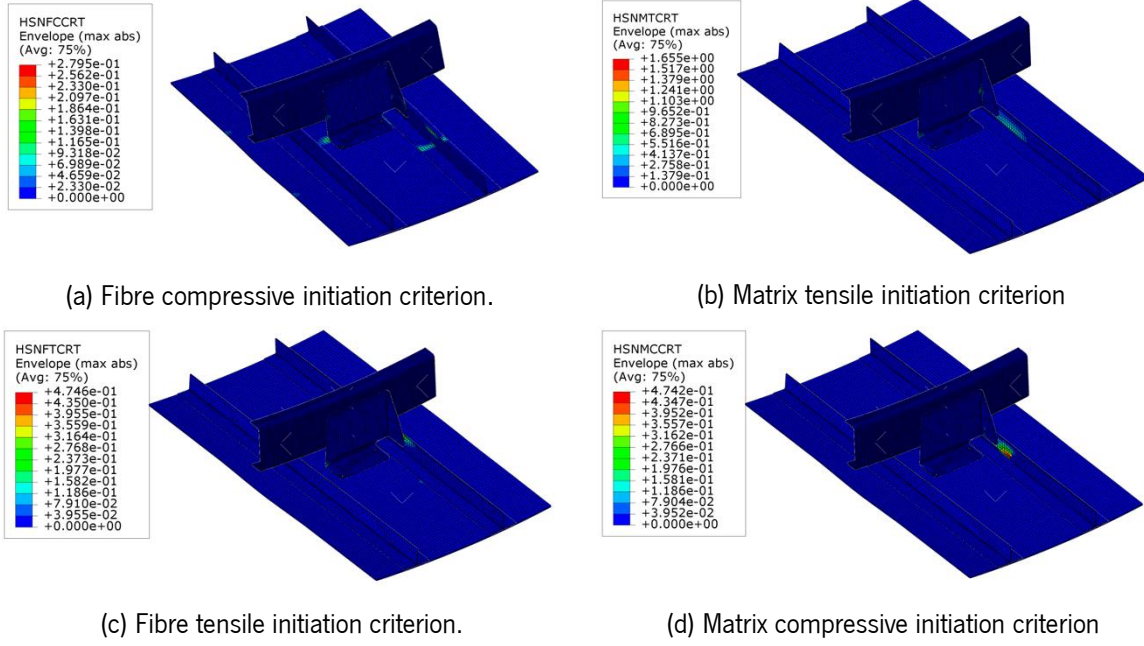 HSNFCCRT
Envelope (max abs)
(Avg: 75%)
+2.795e-01
+2.562e-01
+2.330e-01
+2.097e-01
+1.864e-01
+1.631e-01
+1.398e-01
+1.165e-01
+9.318e-02
+6.989e-02
+4.659e-02
+2.330e-02
+0.000e+00
HSNMTCRT
Envelope (max abs)
(Avg: 75%)
+1.655e+00
+1.517e+00
+1.379e+00
+1.241e+00
+1.103e+00
+9.652e-01
+8.273e-01
+6.895e-01
+5.516e-01
+4.137e-01
+2.758e-01
+1.379e-01
+0.000e+00
(a) Fibre compressive initiation criterion.
(b) Matrix tensile initiation criterion
HSNFTCRT
Envelope (max abs)
(Avg: 75%)
+4.746e-01
+4.350e-01
+3.955e-01
+3.559e-01
+3.164e-01
+2.768e-01
+2.373e-01
+1.977e-01
+1.582e-01
+1.186e-01
+7.910e-02
+3.955e-02
+0.000e+00
HSNMCCRT
Envelope (max abs)
(Avg: 75%)
+4.742e-01
+4.347e-01
+3.952e-01
+3.557e-01
+3.162e-01
+2.766e-01
+2.371e-01
+1.976e-01
+1.581e-01
+1.186e-01
+7.904e-02
+3.952e-02
+0.000e+00
(c) Fibre tensile initiation criterion.
(d) Matrix compressive initiation criterion